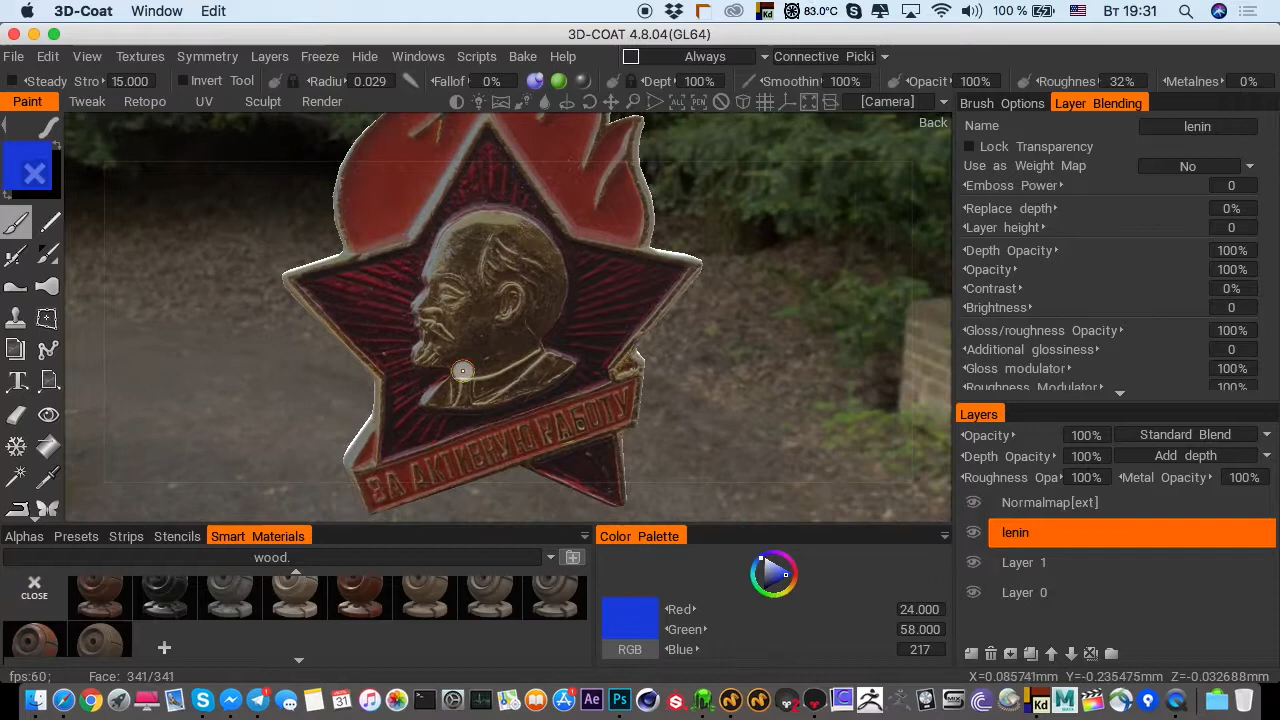 3D-Coat Window Edit 83.0°C 100 % Вт 19:31
3D-COAT 4.8.04(GL64)
File Edit View Textures Symmetry Layers Freeze Hide Windows Scripts Bake Help Always Connective Picki
Steady Stro 15.000 Invert Tool Radiu 0.029 Fallof 0% Dept 100% Smoothin 100% Opacit 100% Roughnes 32% Metalnes 0%
Paint Tweak Retopo UV Sculpt Render [Camera] Brush Options Layer Blending
Back
Name lenin
Lock Transparency
Use as Weight Map No
Emboss Power 0
Replace depth 0%
Layer height 0
Depth Opacity 100%
Opacity 100%
Contrast 0%
Brightness 0
Gloss/roughness Opacity 100%
Additional glossiness 0%
Gloss modulator 100%
Roughness Modulator 100%
ЗА АКТИВНУЮ РАБОТУ
Layers
Opacity 100% Standard Blend
Depth Opacity 100% Add depth
Roughness Opa 100% Metal Opacity 100%
Normalmap[ext]
lenin
Layer 1
Layer 0
Alphas Presets Strips Stencils Smart Materials Color Palette
wood.
CLOSE
Red 24.000
Green 58.000
RGB Blue 217
fps:60; Face: 341/341 X=0.085741mm Y=-0.235475mm Z=-0.032688mm